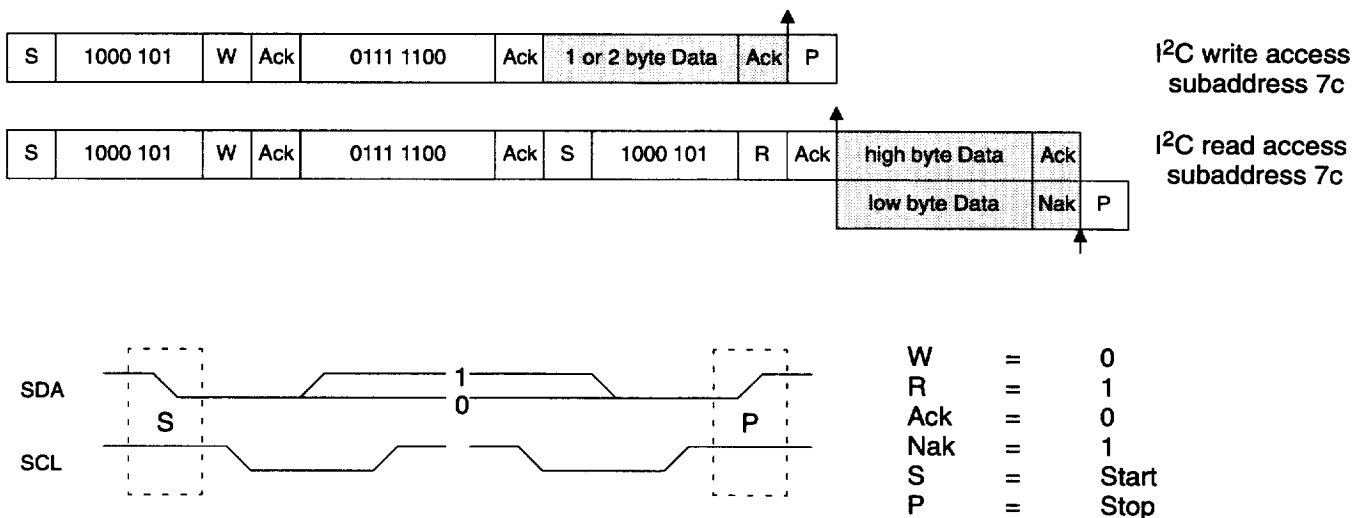 S 1000 101 W Ack 0111 1100 Ack 1 or 2 byte Data Ack P
I²C write access
subaddress 7c
S 1000 101 W Ack 0111 1100 Ack S 1000 101 R Ack high byte Data Ack
I²C read access
subaddress 7c
low byte Data Nak P
SDA
1
0
S
P
SCL
W = 0
R = 1
Ack = 0
Nak = 1
S = Start
P = Stop